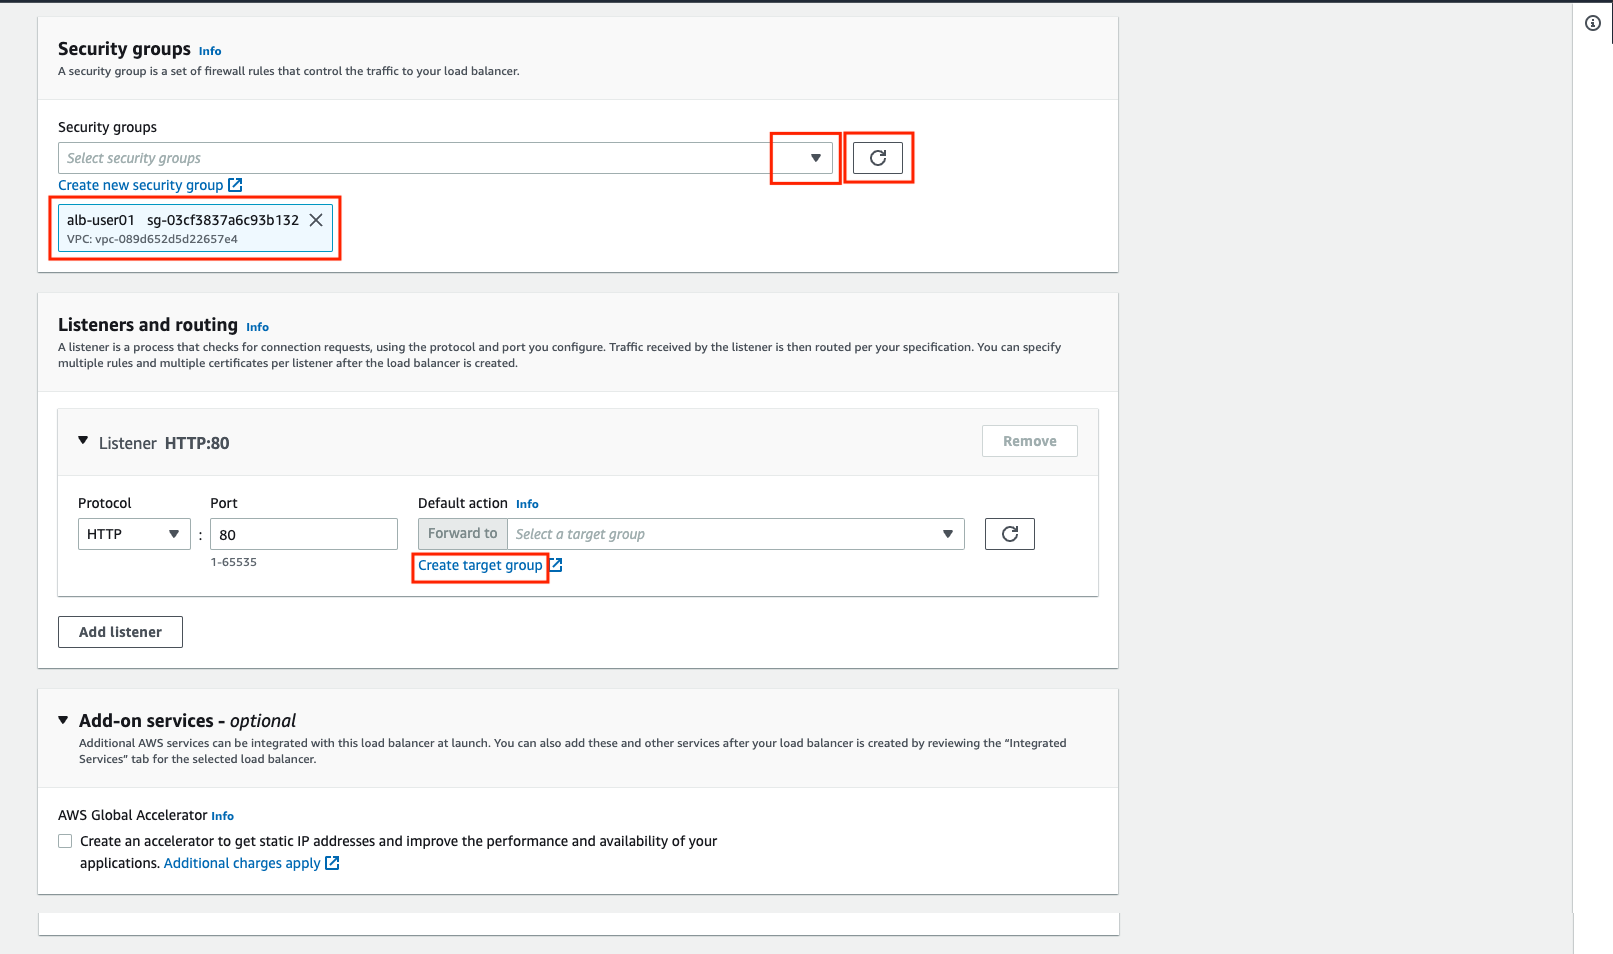 Security groups Info
A security group is a set of firewall rules that control the traffic to your load balancer.
Security groups
Select security groups
Create new security group
alb-user01 sg-03cf3837a6c93b132
VPC: vpc-089d652d5d22657e4
Listeners and routing Info
A listener is a process that checks for connection requests, using the protocol and port you configure. Traffic received by the listener is then routed per your specification. You can specify
multiple rules and multiple certificates per listener after the load balancer is created.
Listener HTTP:80
Remove
Protocol Port Default action Info
HTTP : 80 Forward to Select a target group
1-65535
Create target group
Add listener
Add-on services - optional
Additional AWS services can be integrated with this load balancer at launch. You can also add these and other services after your load balancer is created by reviewing the "Integrated
Services" tab for the selected load balancer.
AWS Global Accelerator Info
Create an accelerator to get static IP addresses and improve the performance and availability of your
applications. Additional charges apply